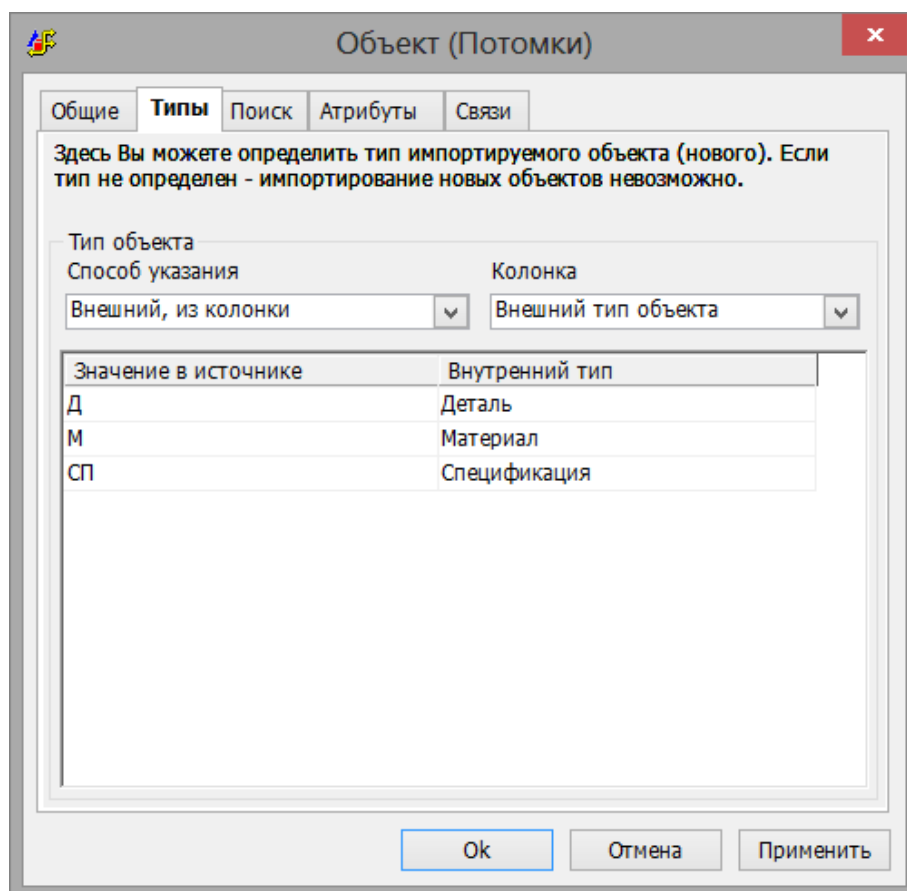 Объект (Потомки)
Общие Типы Поиск Атрибуты Связи
Здесь Вы можете определить тип импортируемого объекта (нового). Если
тип не определен - импортирование новых объектов невозможно.
Тип объекта
Способ указания Колонка
Внешний, из колонки Внешний тип объекта
Значение в источнике Внутренний тип
Д Деталь
М Материал
СП Спецификация
Ok Отмена Применить